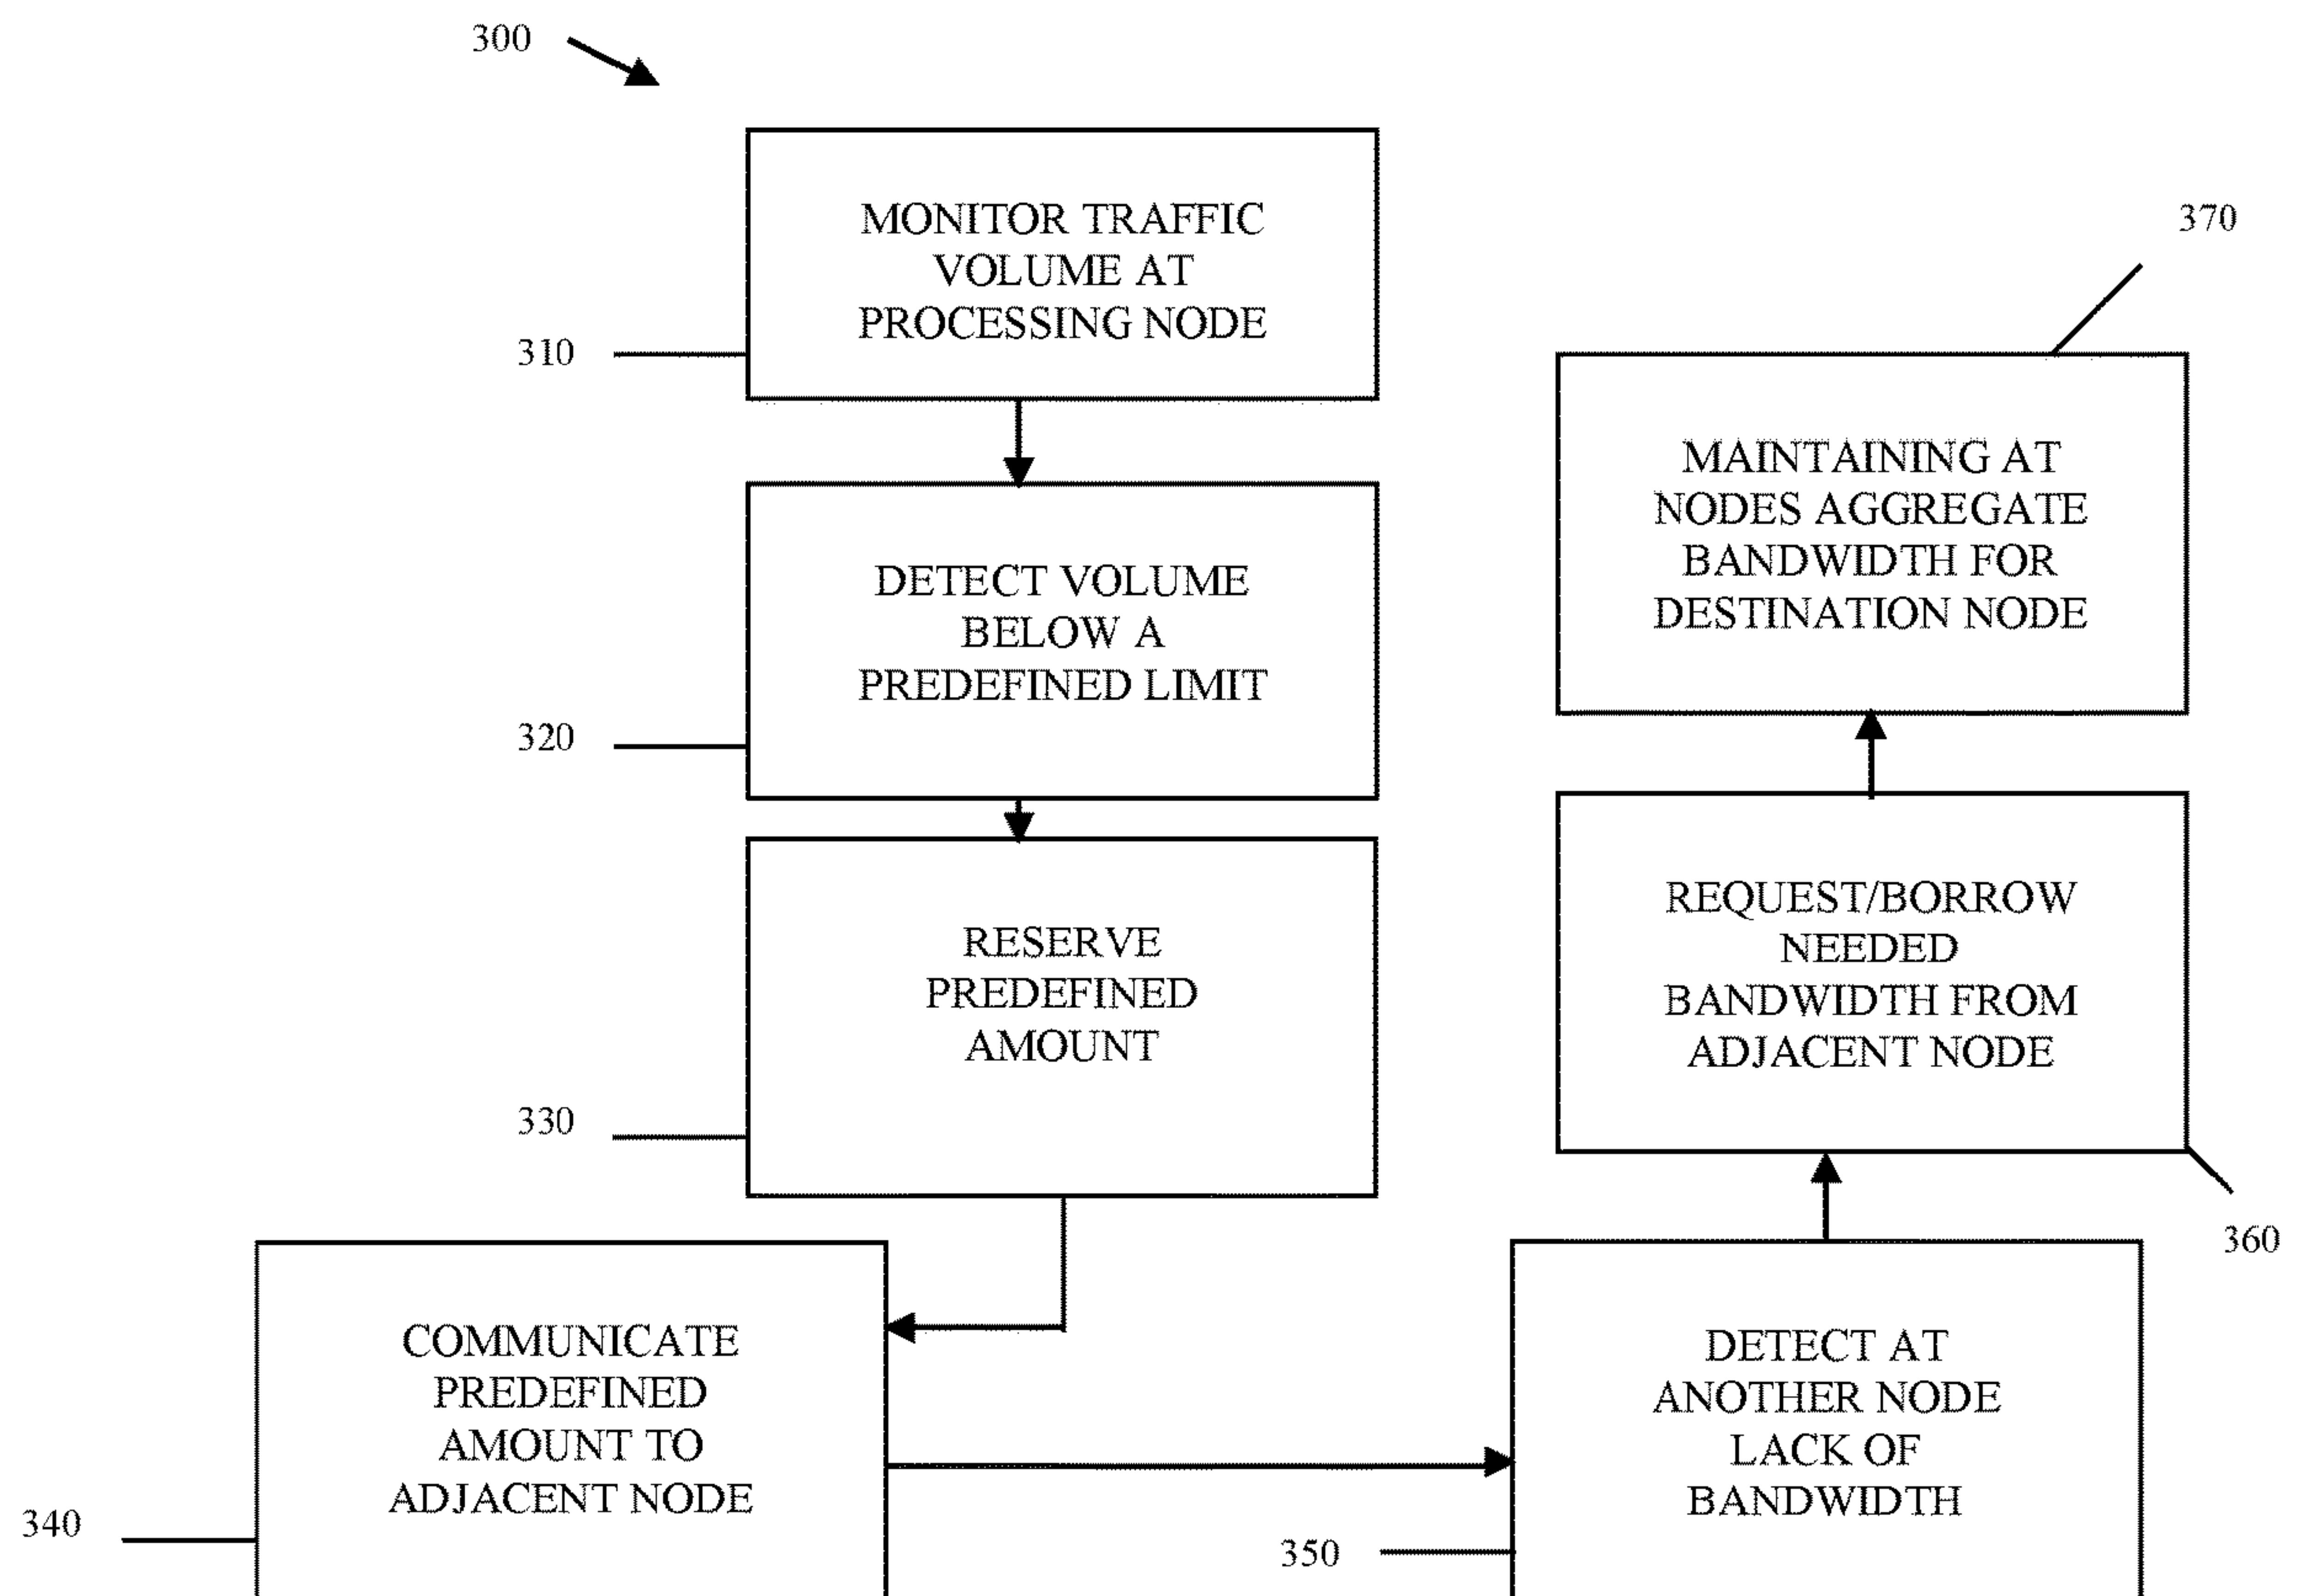 300
MONITOR TRAFFIC
VOLUME AT
PROCESSING NODE
310
DETECT VOLUME
BELOW A
PREDEFINED LIMIT
320
RESERVE
PREDEFINED
AMOUNT
330
COMMUNICATE
PREDEFINED
AMOUNT TO
ADJACENT NODE
340
DETECT AT
ANOTHER NODE
LACK OF
BANDWIDTH
350
REQUEST/BORROW
NEEDED
BANDWIDTH FROM
ADJACENT NODE
360
MAINTAINING AT
NODES AGGREGATE
BANDWIDTH FOR
DESTINATION NODE
370